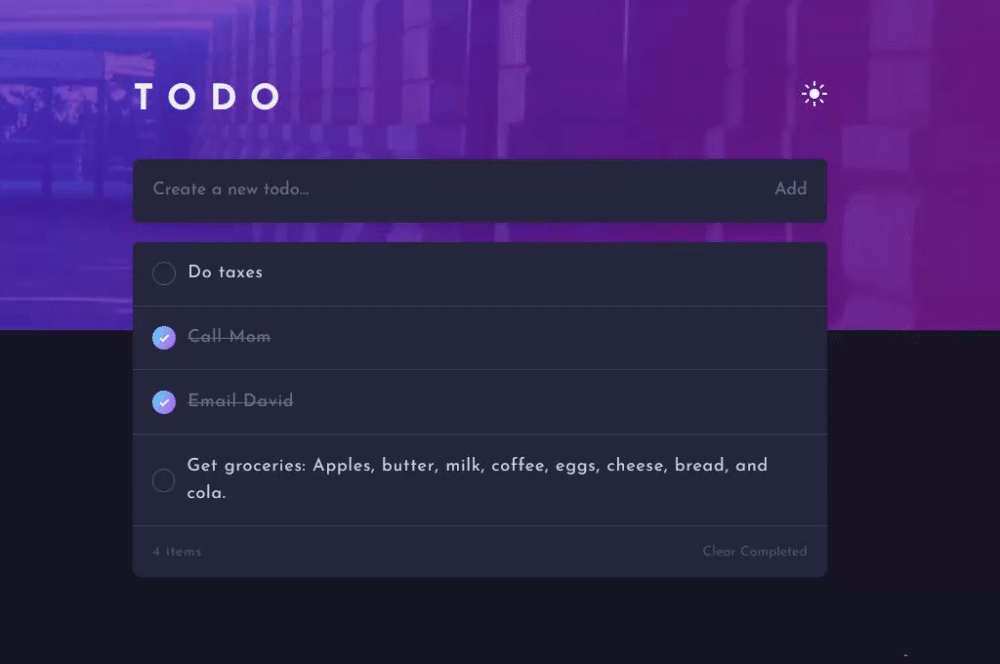 TODO
Create a new todo...
Add
Do taxes
Call Mom
Email David
Get groceries: Apples, butter, milk, coffee, eggs, cheese, bread, and
cola.
4 items
Clear Completed